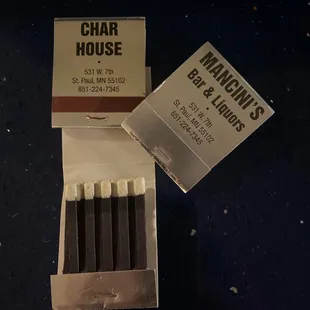 CHAR
HOUSE
•
531 W. 7th
St. Paul, MN 55102
651-224-7345
MANCINI'S
Bar & Liquors
•
531 W. 7th
St. Paul, MN 55102
651-224-7345